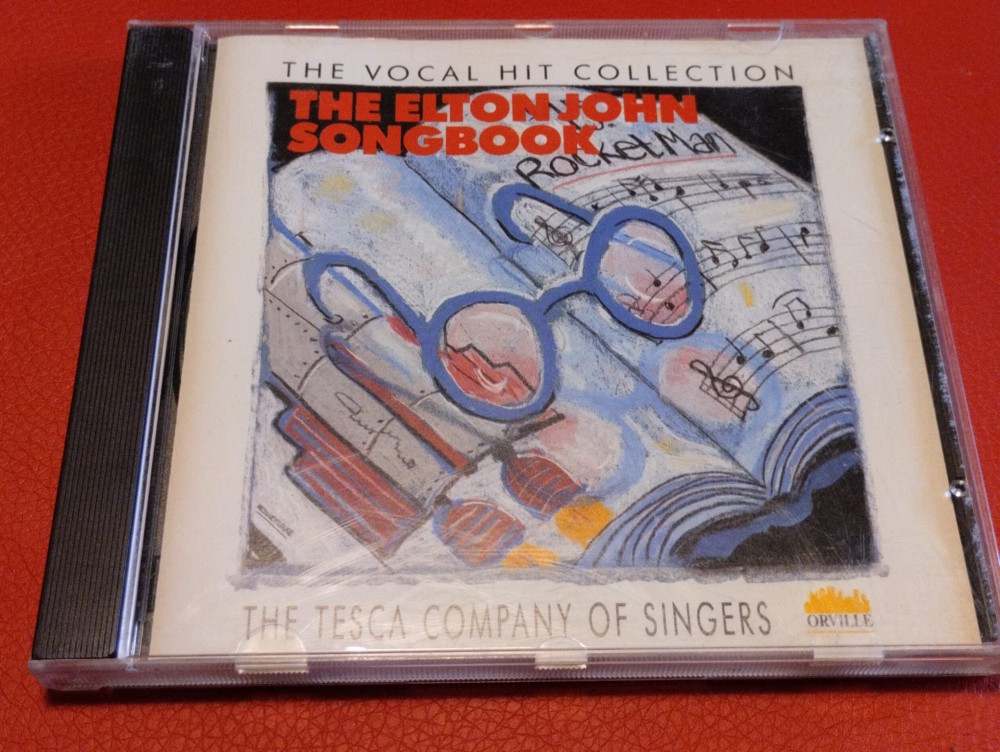 THE VOCAL HIT COLLECTION
THE ELTON JOHN
SONGBOOK
Rocket Man
THE TESCA COMPANY OF SINGERS
ORVILLE